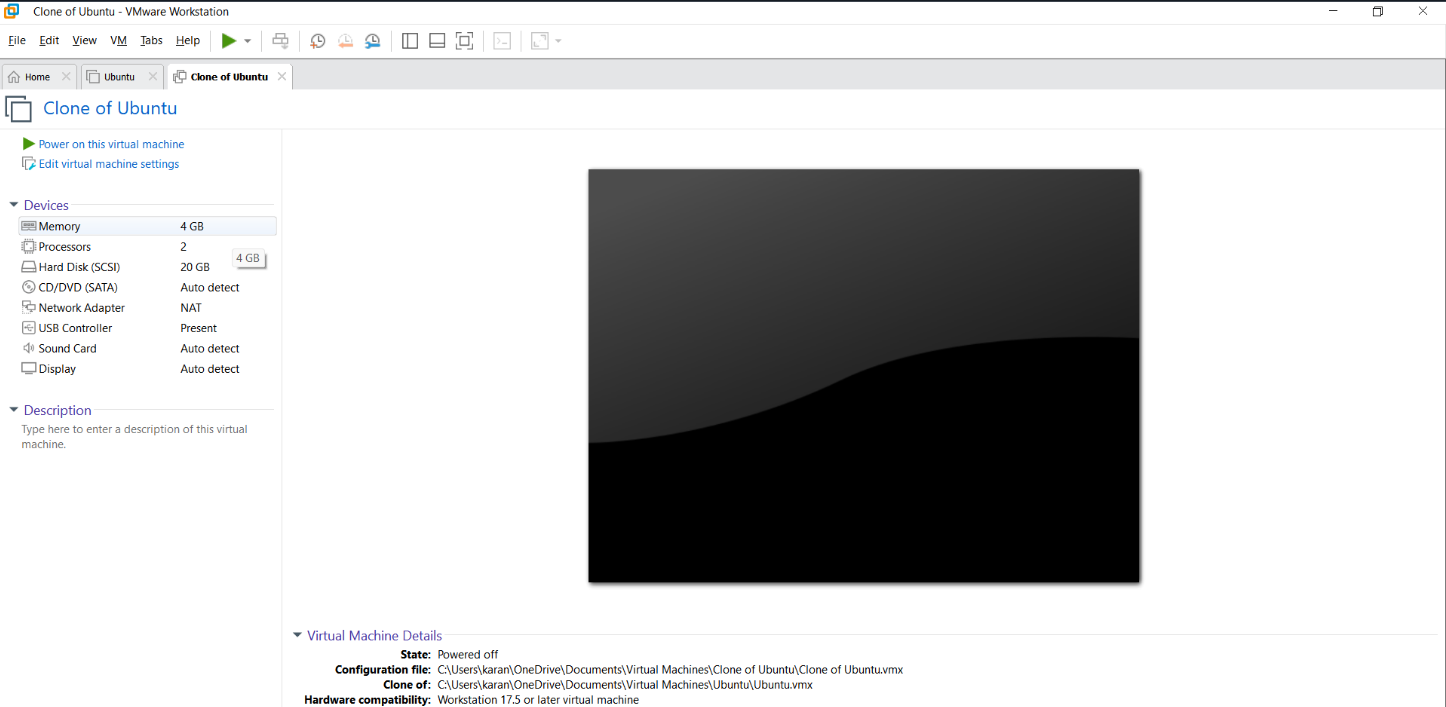 Clone of Ubuntu - VMware Workstation
File Edit View VM Tabs Help
Home Ubuntu Clone of Ubuntu
Clone of Ubuntu
Power on this virtual machine
Edit virtual machine settings
Devices
Memory 4 GB
Processors 2
4 GB
Hard Disk (SCSI) 20 GB
CD/DVD (SATA) Auto detect
Network Adapter NAT
USB Controller Present
Sound Card Auto detect
Display Auto detect
Description
Type here to enter a description of this virtual
machine.
Virtual Machine Details
State: Powered off
Configuration file: C:\Users\karan\OneDrive\Documents\Virtual Machines\Clone of Ubuntu\Clone of Ubuntu.vmx
Clone of: C:\Users\karan\OneDrive\Documents\Virtual Machines\Ubuntu\Ubuntu.vmx
Hardware compatibility: Workstation 17.5 or later virtual machine